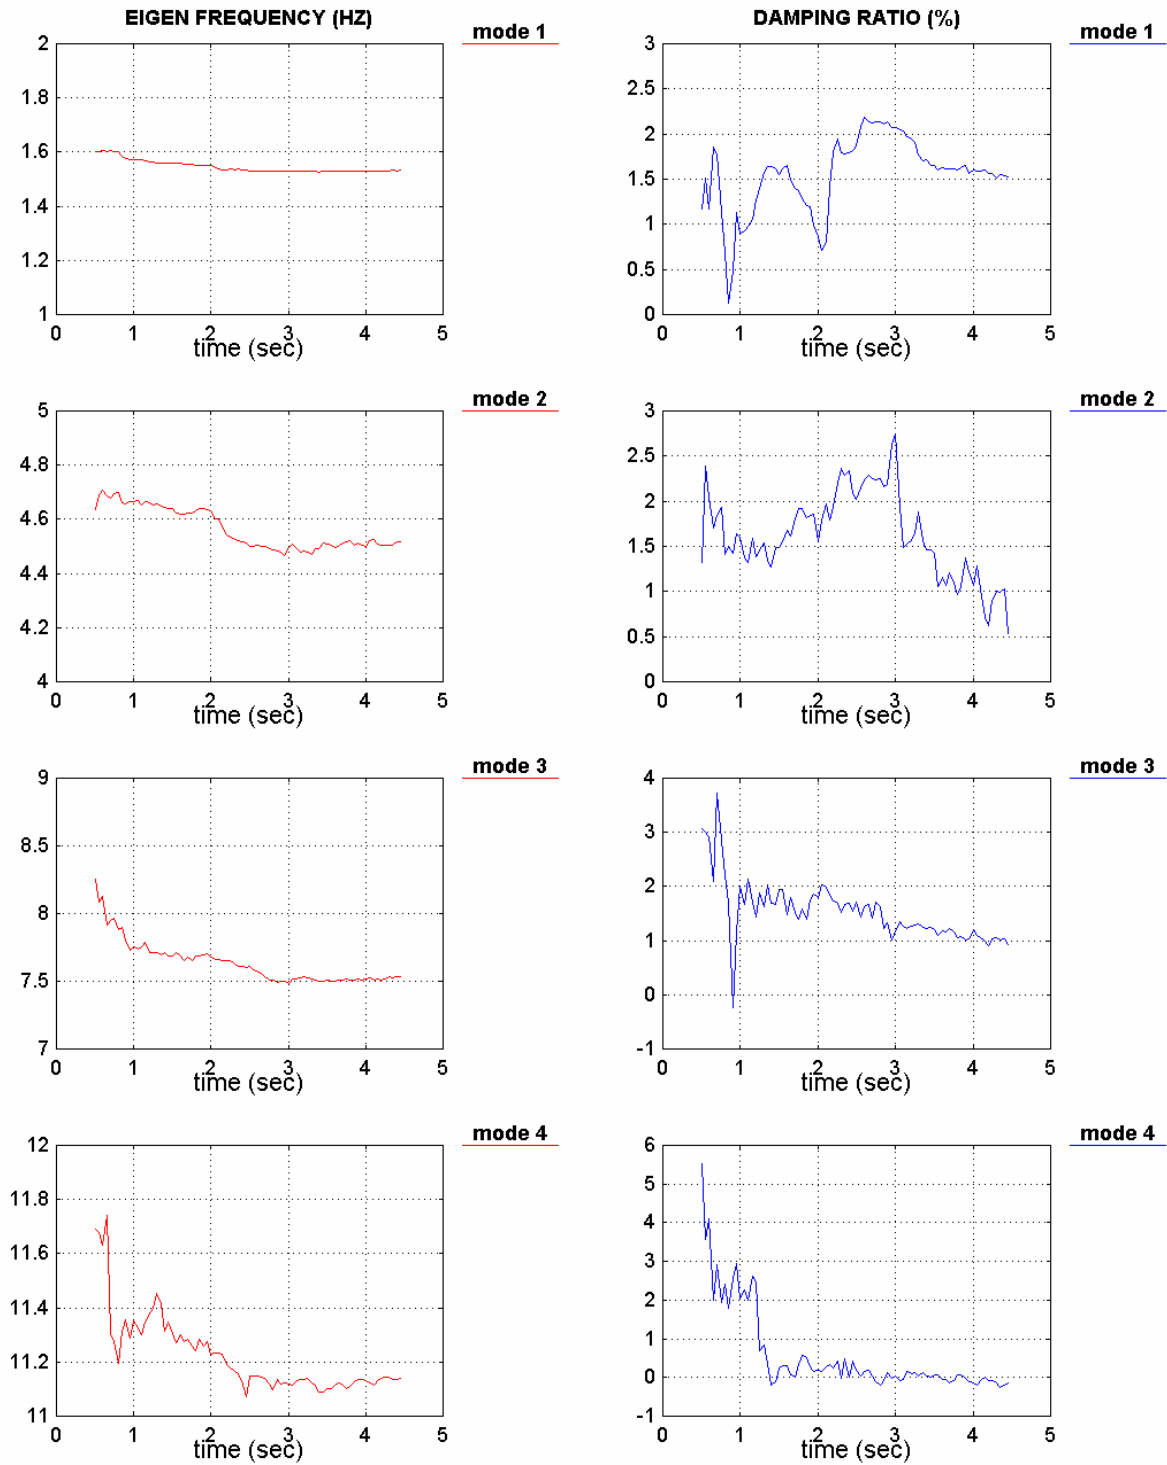 EIGEN FREQUENCY (HZ)
DAMPING RATIO (%)
mode 1
mode 1
2
1.8
1.6
1.4
1.2
1
0 1 2 3 4 5
time (sec)
3
2.5
2
1.5
1
0.5
0
0 1 2 3 4 5
time (sec)
mode 2
mode 2
5
4.8
4.6
4.4
4.2
4
0 1 2 3 4 5
time (sec)
3
2.5
2
1.5
1
0.5
0
0 1 2 3 4 5
time (sec)
mode 3
mode 3
9
8.5
8
7.5
7
0 1 2 3 4 5
time (sec)
4
3
2
1
0
-1
0 1 2 3 4 5
time (sec)
mode 4
mode 4
12
11.8
11.6
11.4
11.2
11
0 1 2 3 4 5
time (sec)
6
5
4
3
2
1
0
-1
0 1 2 3 4 5
time (sec)